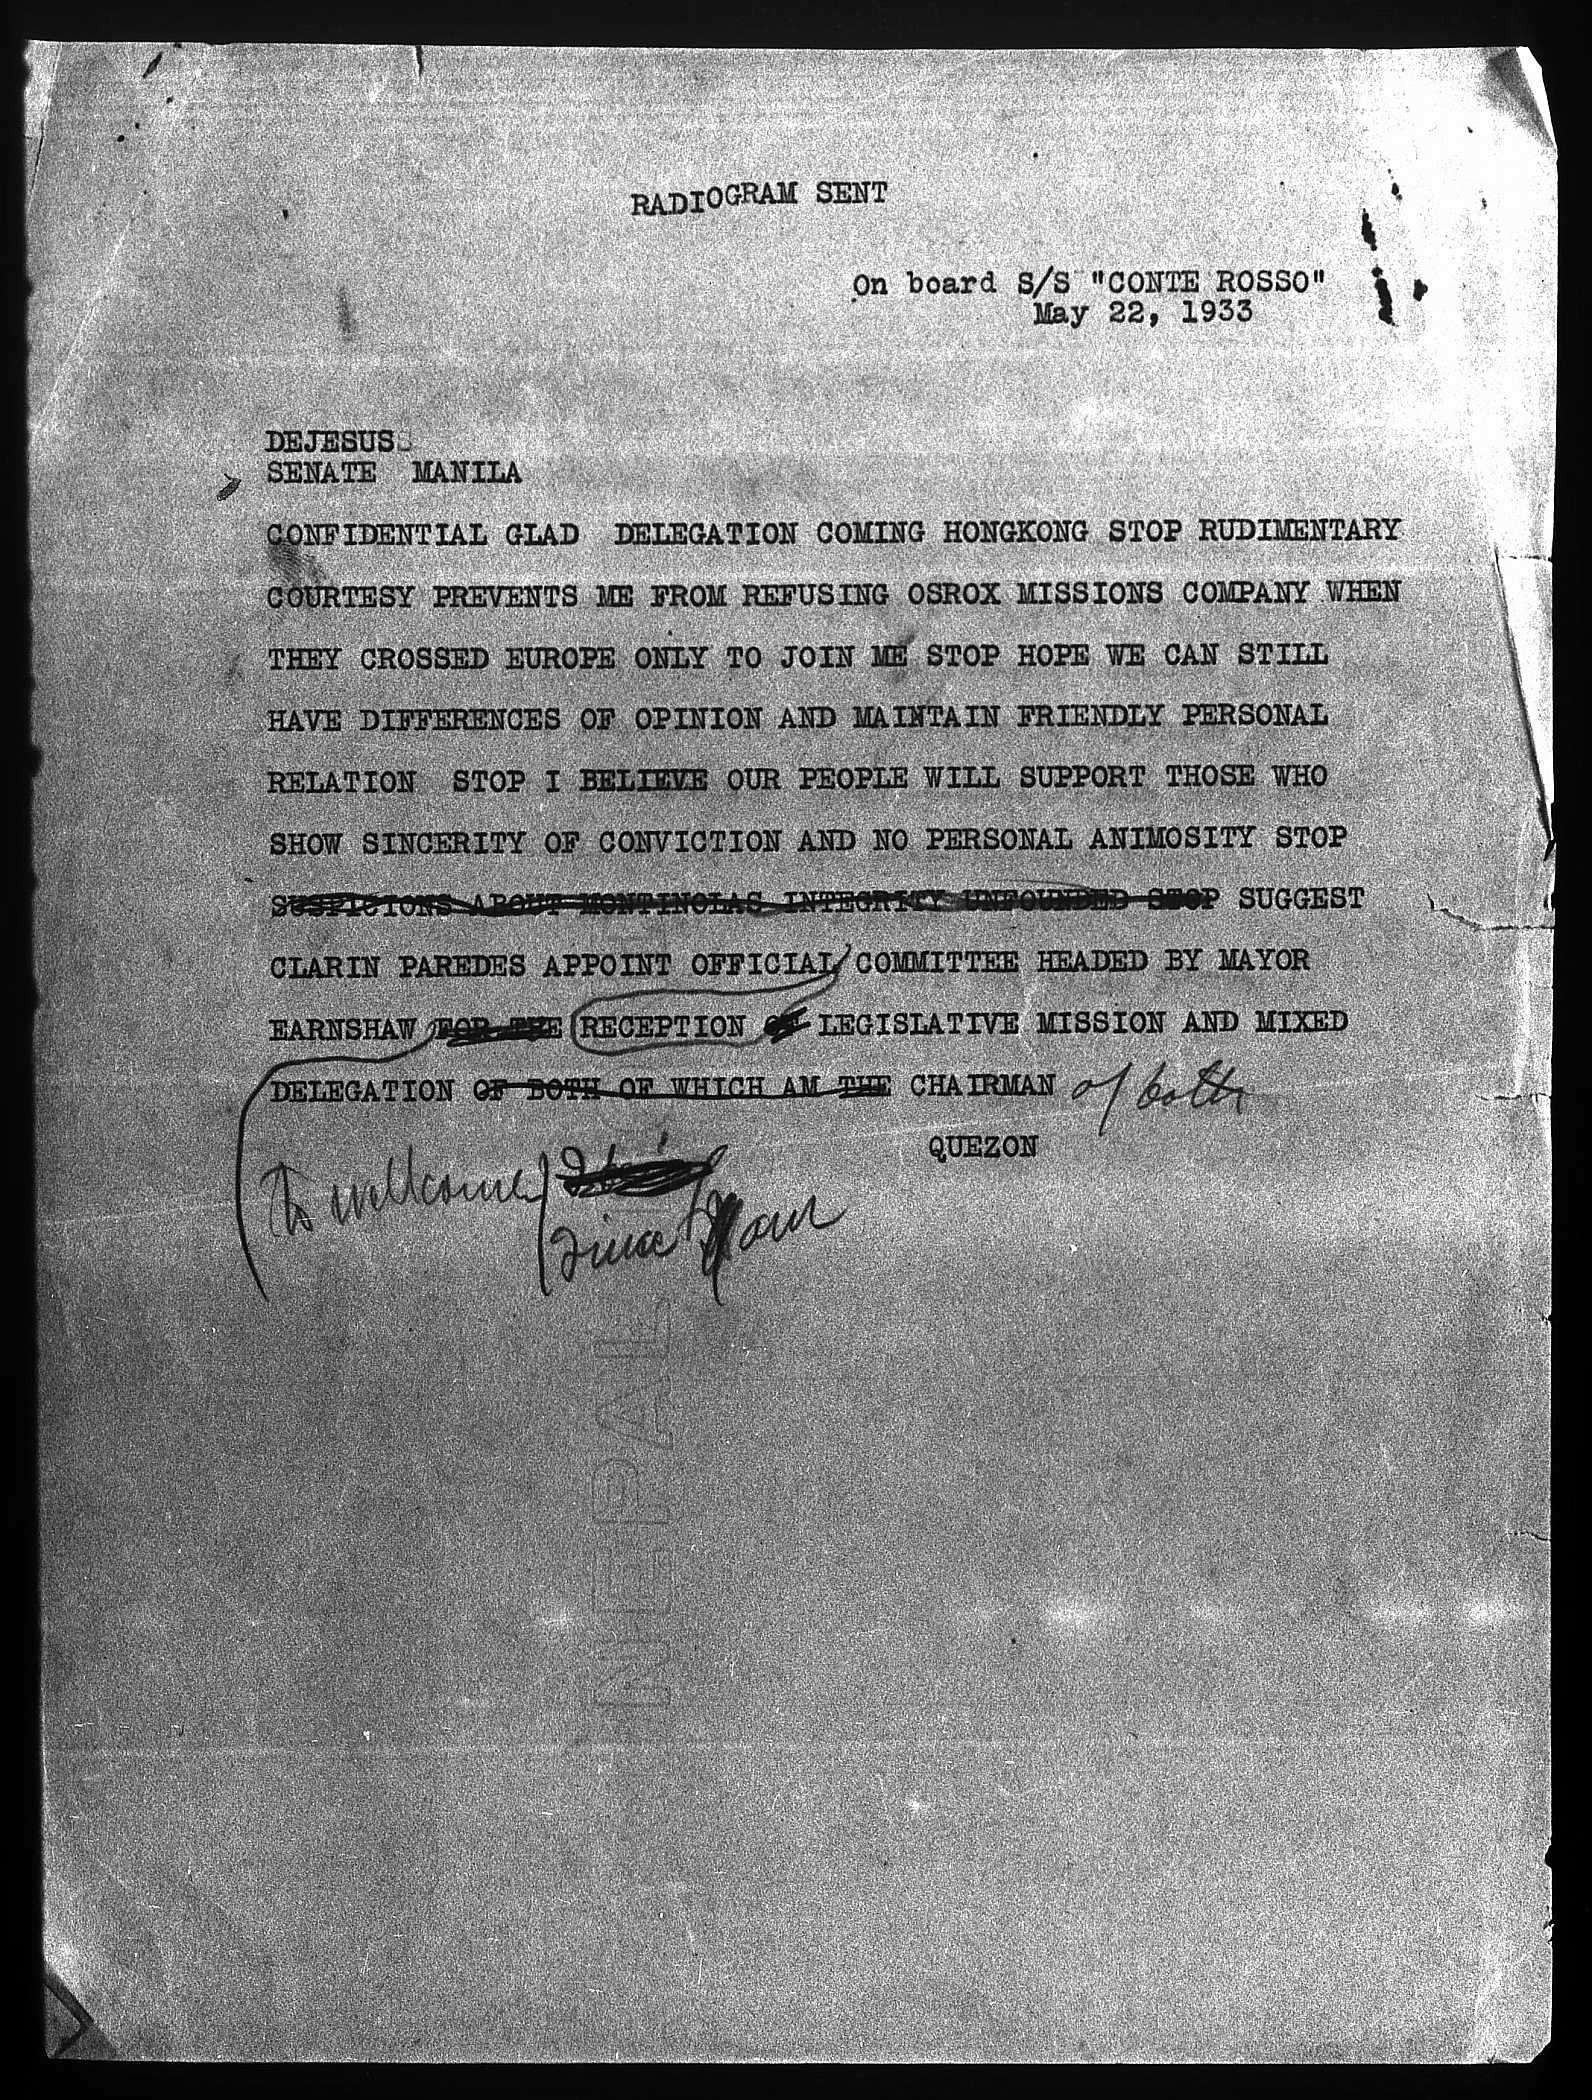 RADIOGRAM SENT
On board S/S "CONTE ROSSO"
May 22, 1933
DEJESUS
SENATE MANILA
CONFIDENTIAL GLAD DELEGATION COMING HONGKONG STOP RUDIMENTARY
COURTESY PREVENTS ME FROM REFUSING OSROX MISSIONS COMPANY WHEN
THEY CROSSED EUROPE ONLY TO JOIN ME STOP HOPE WE CAN STILL
HAVE DIFFERENCES OF OPINION AND MAINTAIN FRIENDLY PERSONAL
RELATION STOP I BELIEVE OUR PEOPLE WILL SUPPORT THOSE WHO
SHOW SINCERITY OF CONVICTION AND NO PERSONAL ANIMOSITY STOP
SUSPICIONS ABOUT MONTINOLAS INTEGRITY UNFOUNDED STOP SUGGEST
CLARIN PAREDES APPOINT OFFICIAL COMMITTEE HEADED BY MAYOR
EARNSHAW FOR THE RECEPTION OF LEGISLATIVE MISSION AND MIXED
DELEGATION OF BOTH OF WHICH AM THE CHAIRMAN of both
QUEZON
To wellcome
since